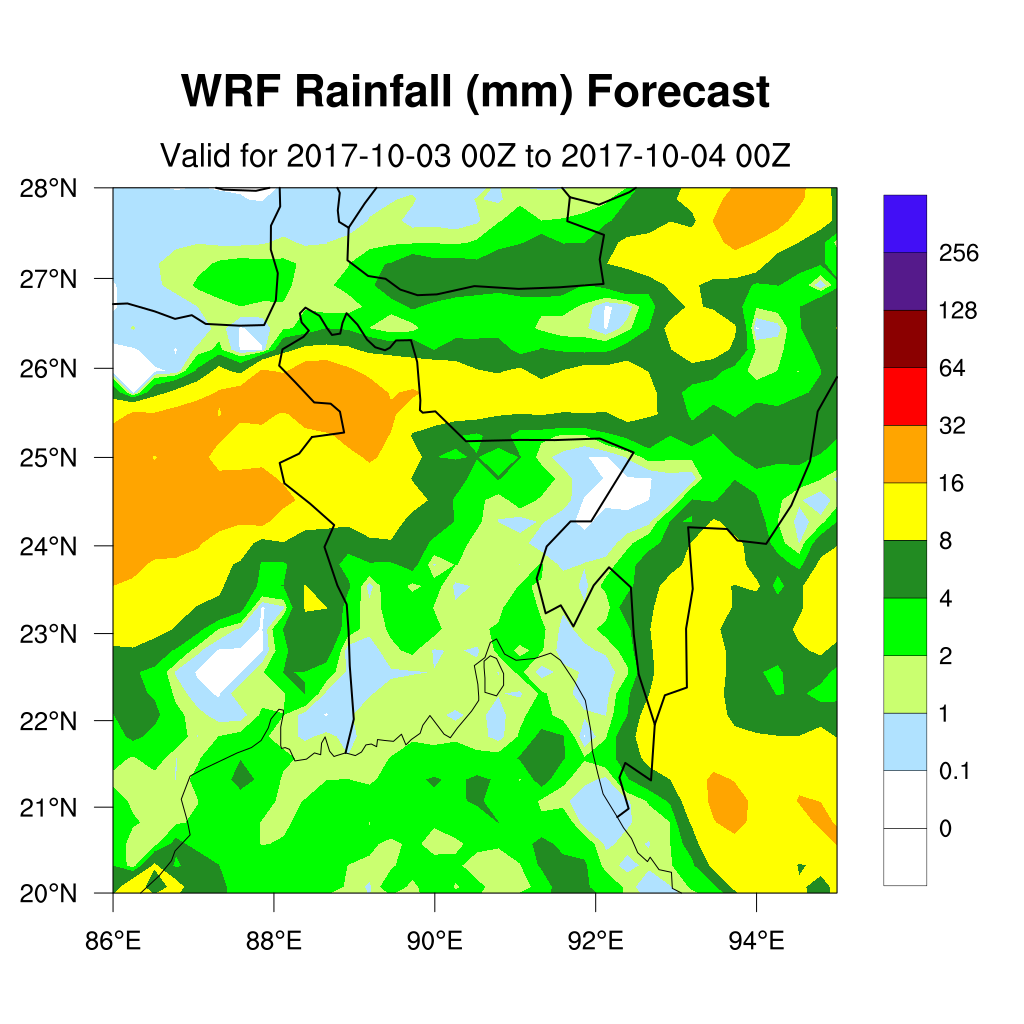 WRF Rainfall (mm) Forecast
Valid for 2017-10-03 00Z to 2017-10-04 00Z
28°N
27°N
26°N
25°N
24°N
23°N
22°N
21°N
20°N
86°E 88°E 90°E 92°E 94°E
256
128
64
32
16
8
4
2
1
0.1
0